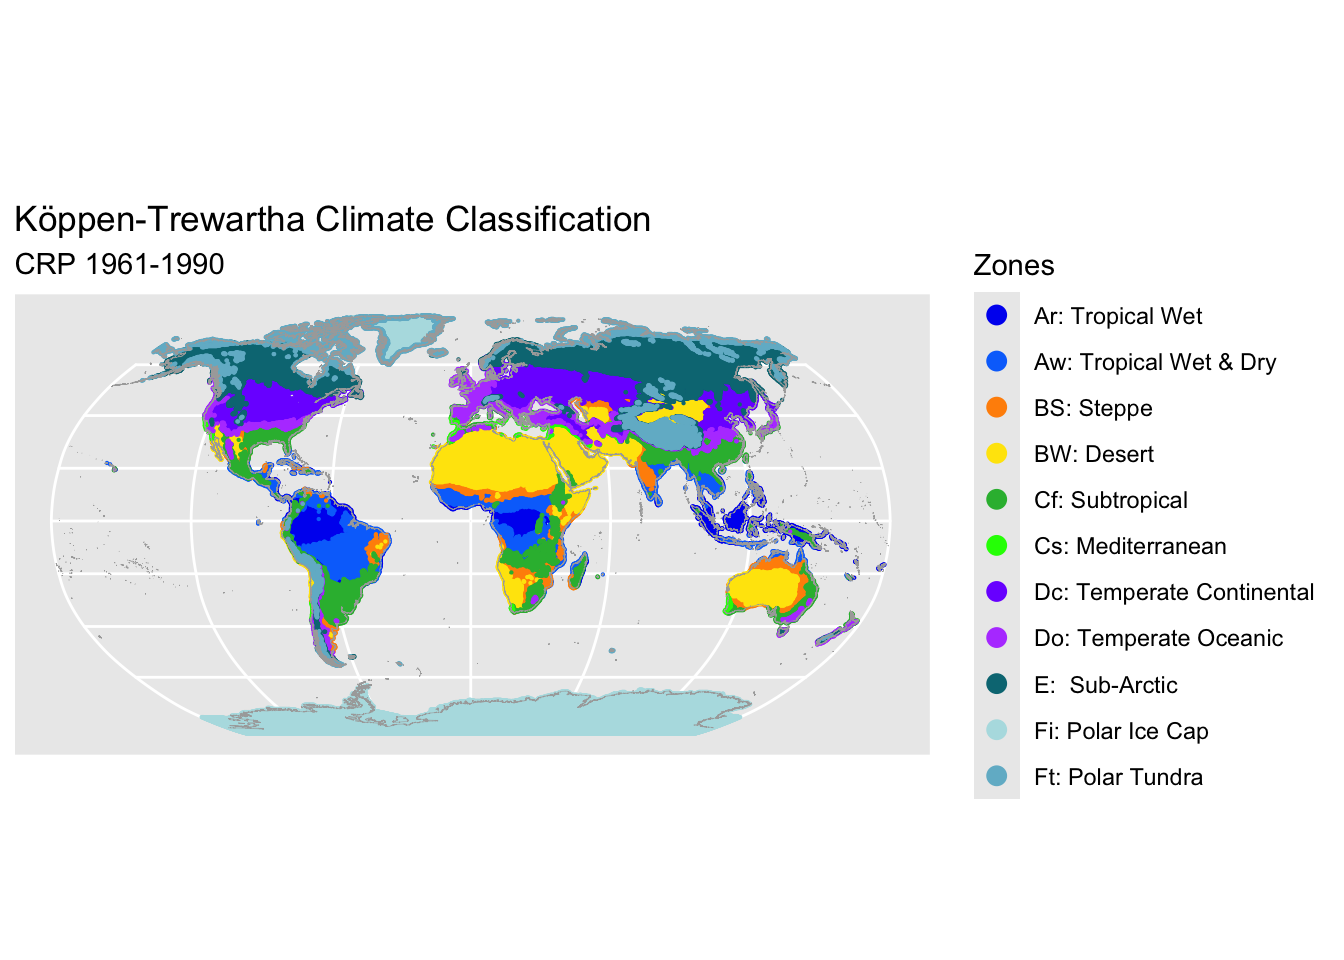 Köppen-Trewartha Climate Classification
CRP 1961-1990
Zones
Ar: Tropical Wet
Aw: Tropical Wet & Dry
BS: Steppe
BW: Desert
Cf: Subtropical
Cs: Mediterranean
Dc: Temperate Continental
Do: Temperate Oceanic
E:  Sub-Arctic
Fi: Polar Ice Cap
Ft: Polar Tundra